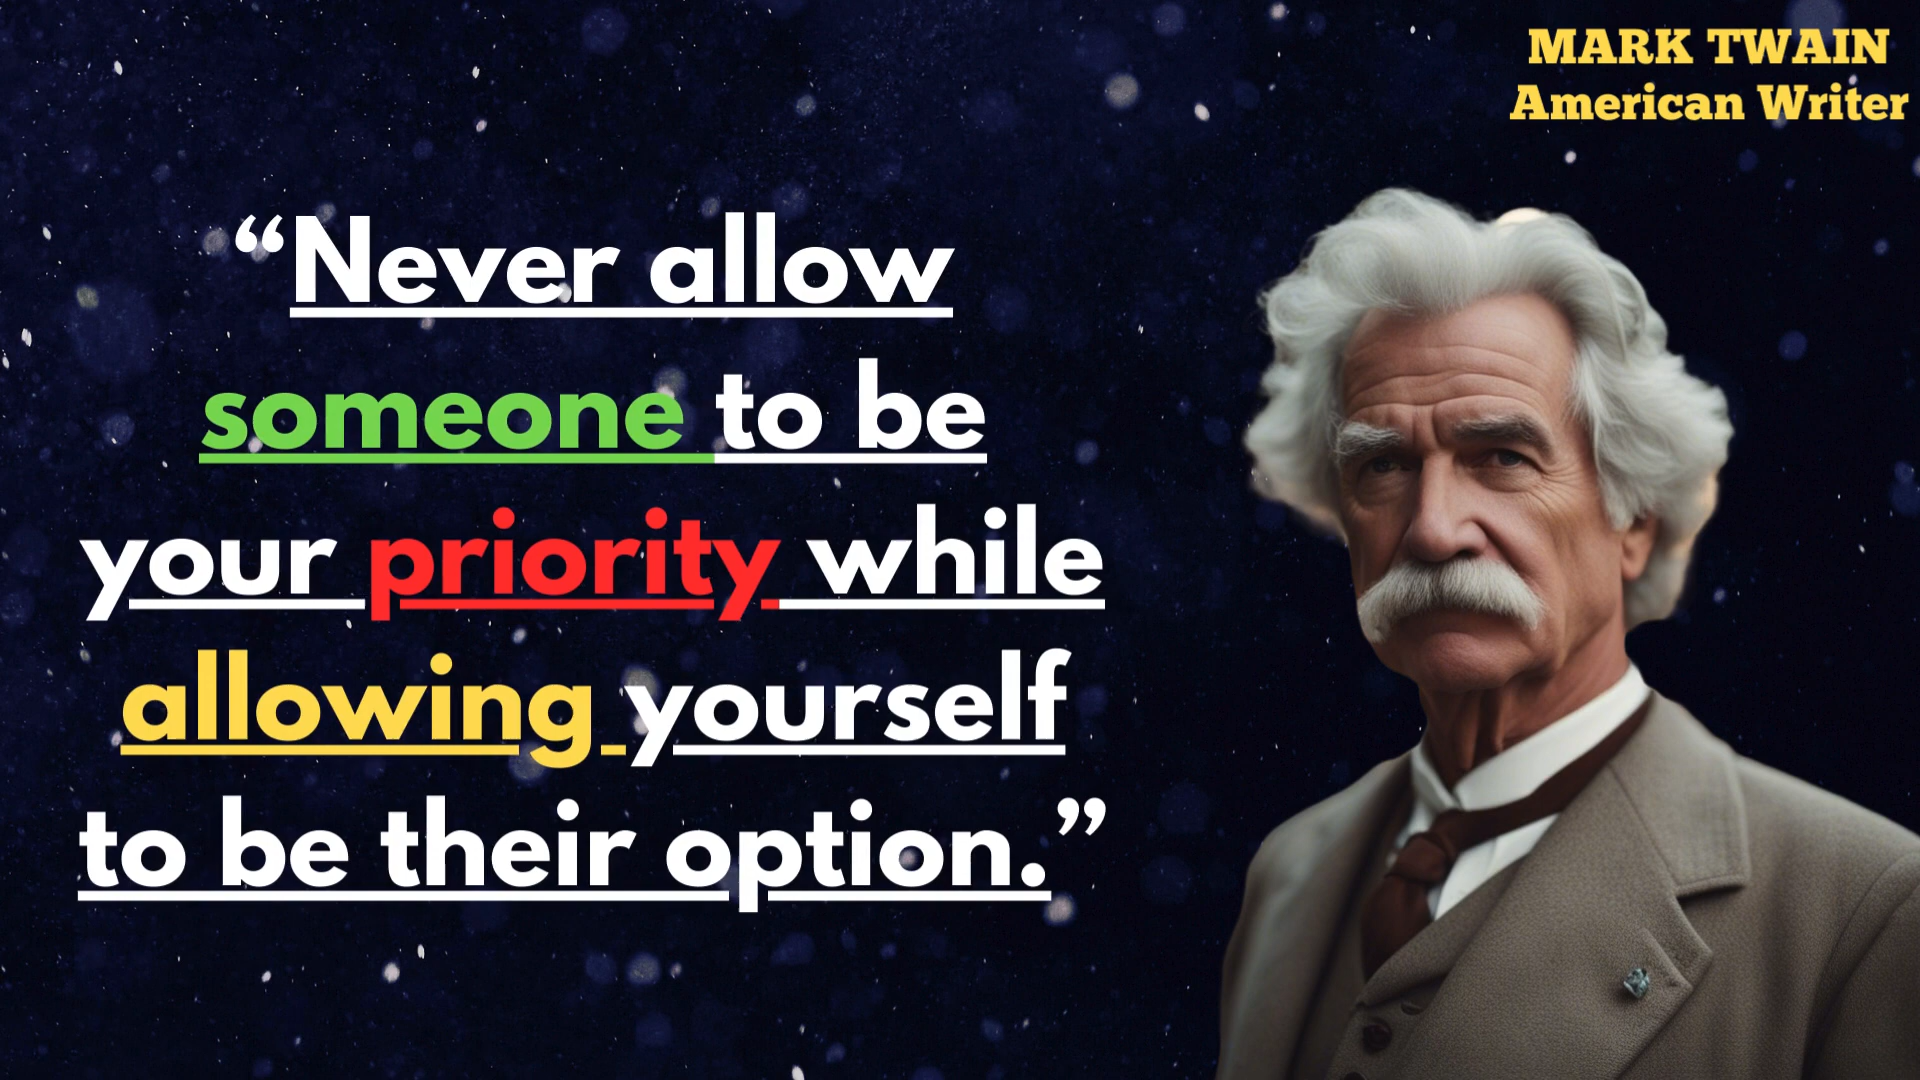 MARK TWAIN
American Writer
“Never allow
someone to be
your priority while
allowing yourself
to be their option.”